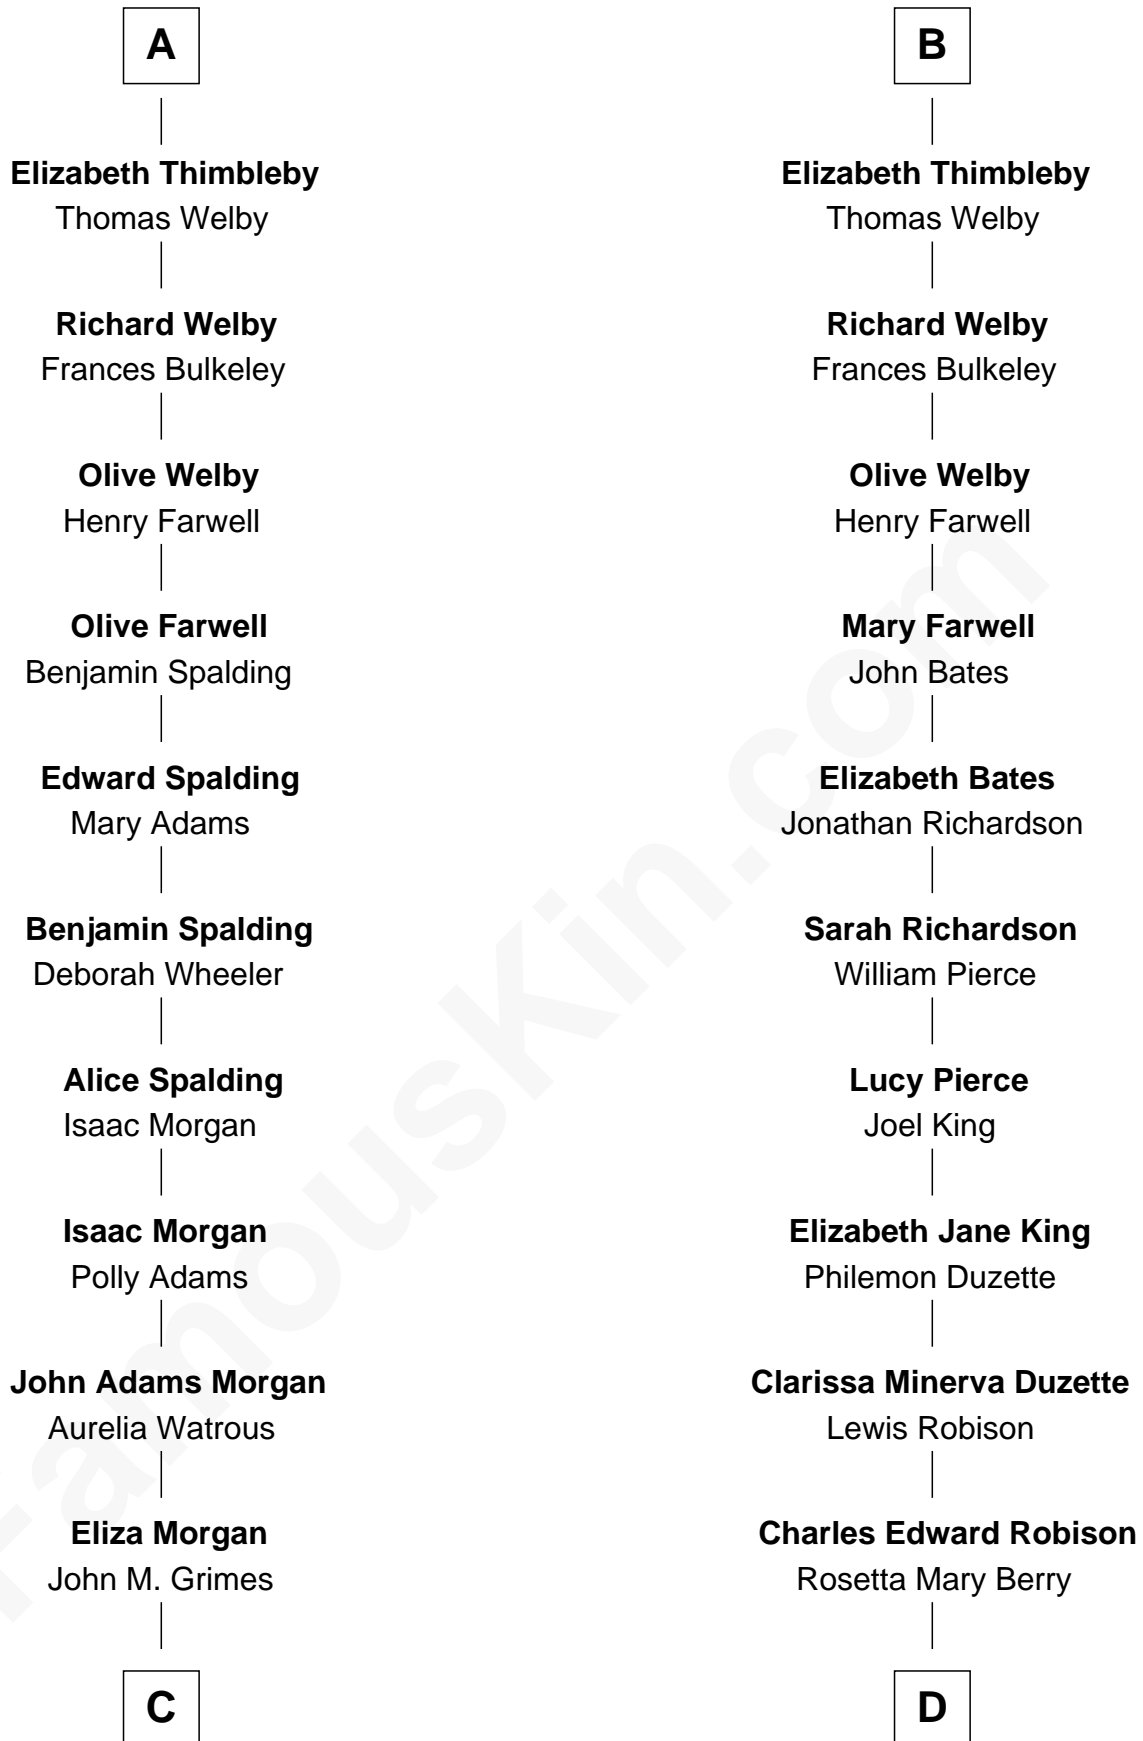 A
Elizabeth Thimbleby
Thomas Welby
Richard Welby
Frances Bulkeley
Olive Welby
Henry Farwell
Olive Farwell
Benjamin Spalding
Edward Spalding
Mary Adams
Benjamin Spalding
Deborah Wheeler
Alice Spalding
Isaac Morgan
Isaac Morgan
Polly Adams
John Adams Morgan
Aurelia Watrous
Eliza Morgan
John M. Grimes
C
B
Elizabeth Thimbleby
Thomas Welby
Richard Welby
Frances Bulkeley
Olive Welby
Henry Farwell
Mary Farwell
John Bates
Elizabeth Bates
Jonathan Richardson
Sarah Richardson
William Pierce
Lucy Pierce
Joel King
Elizabeth Jane King
Philemon Duzette
Clarissa Minerva Duzette
Lewis Robison
Charles Edward Robison
Rosetta Mary Berry
D
FamousKin.com